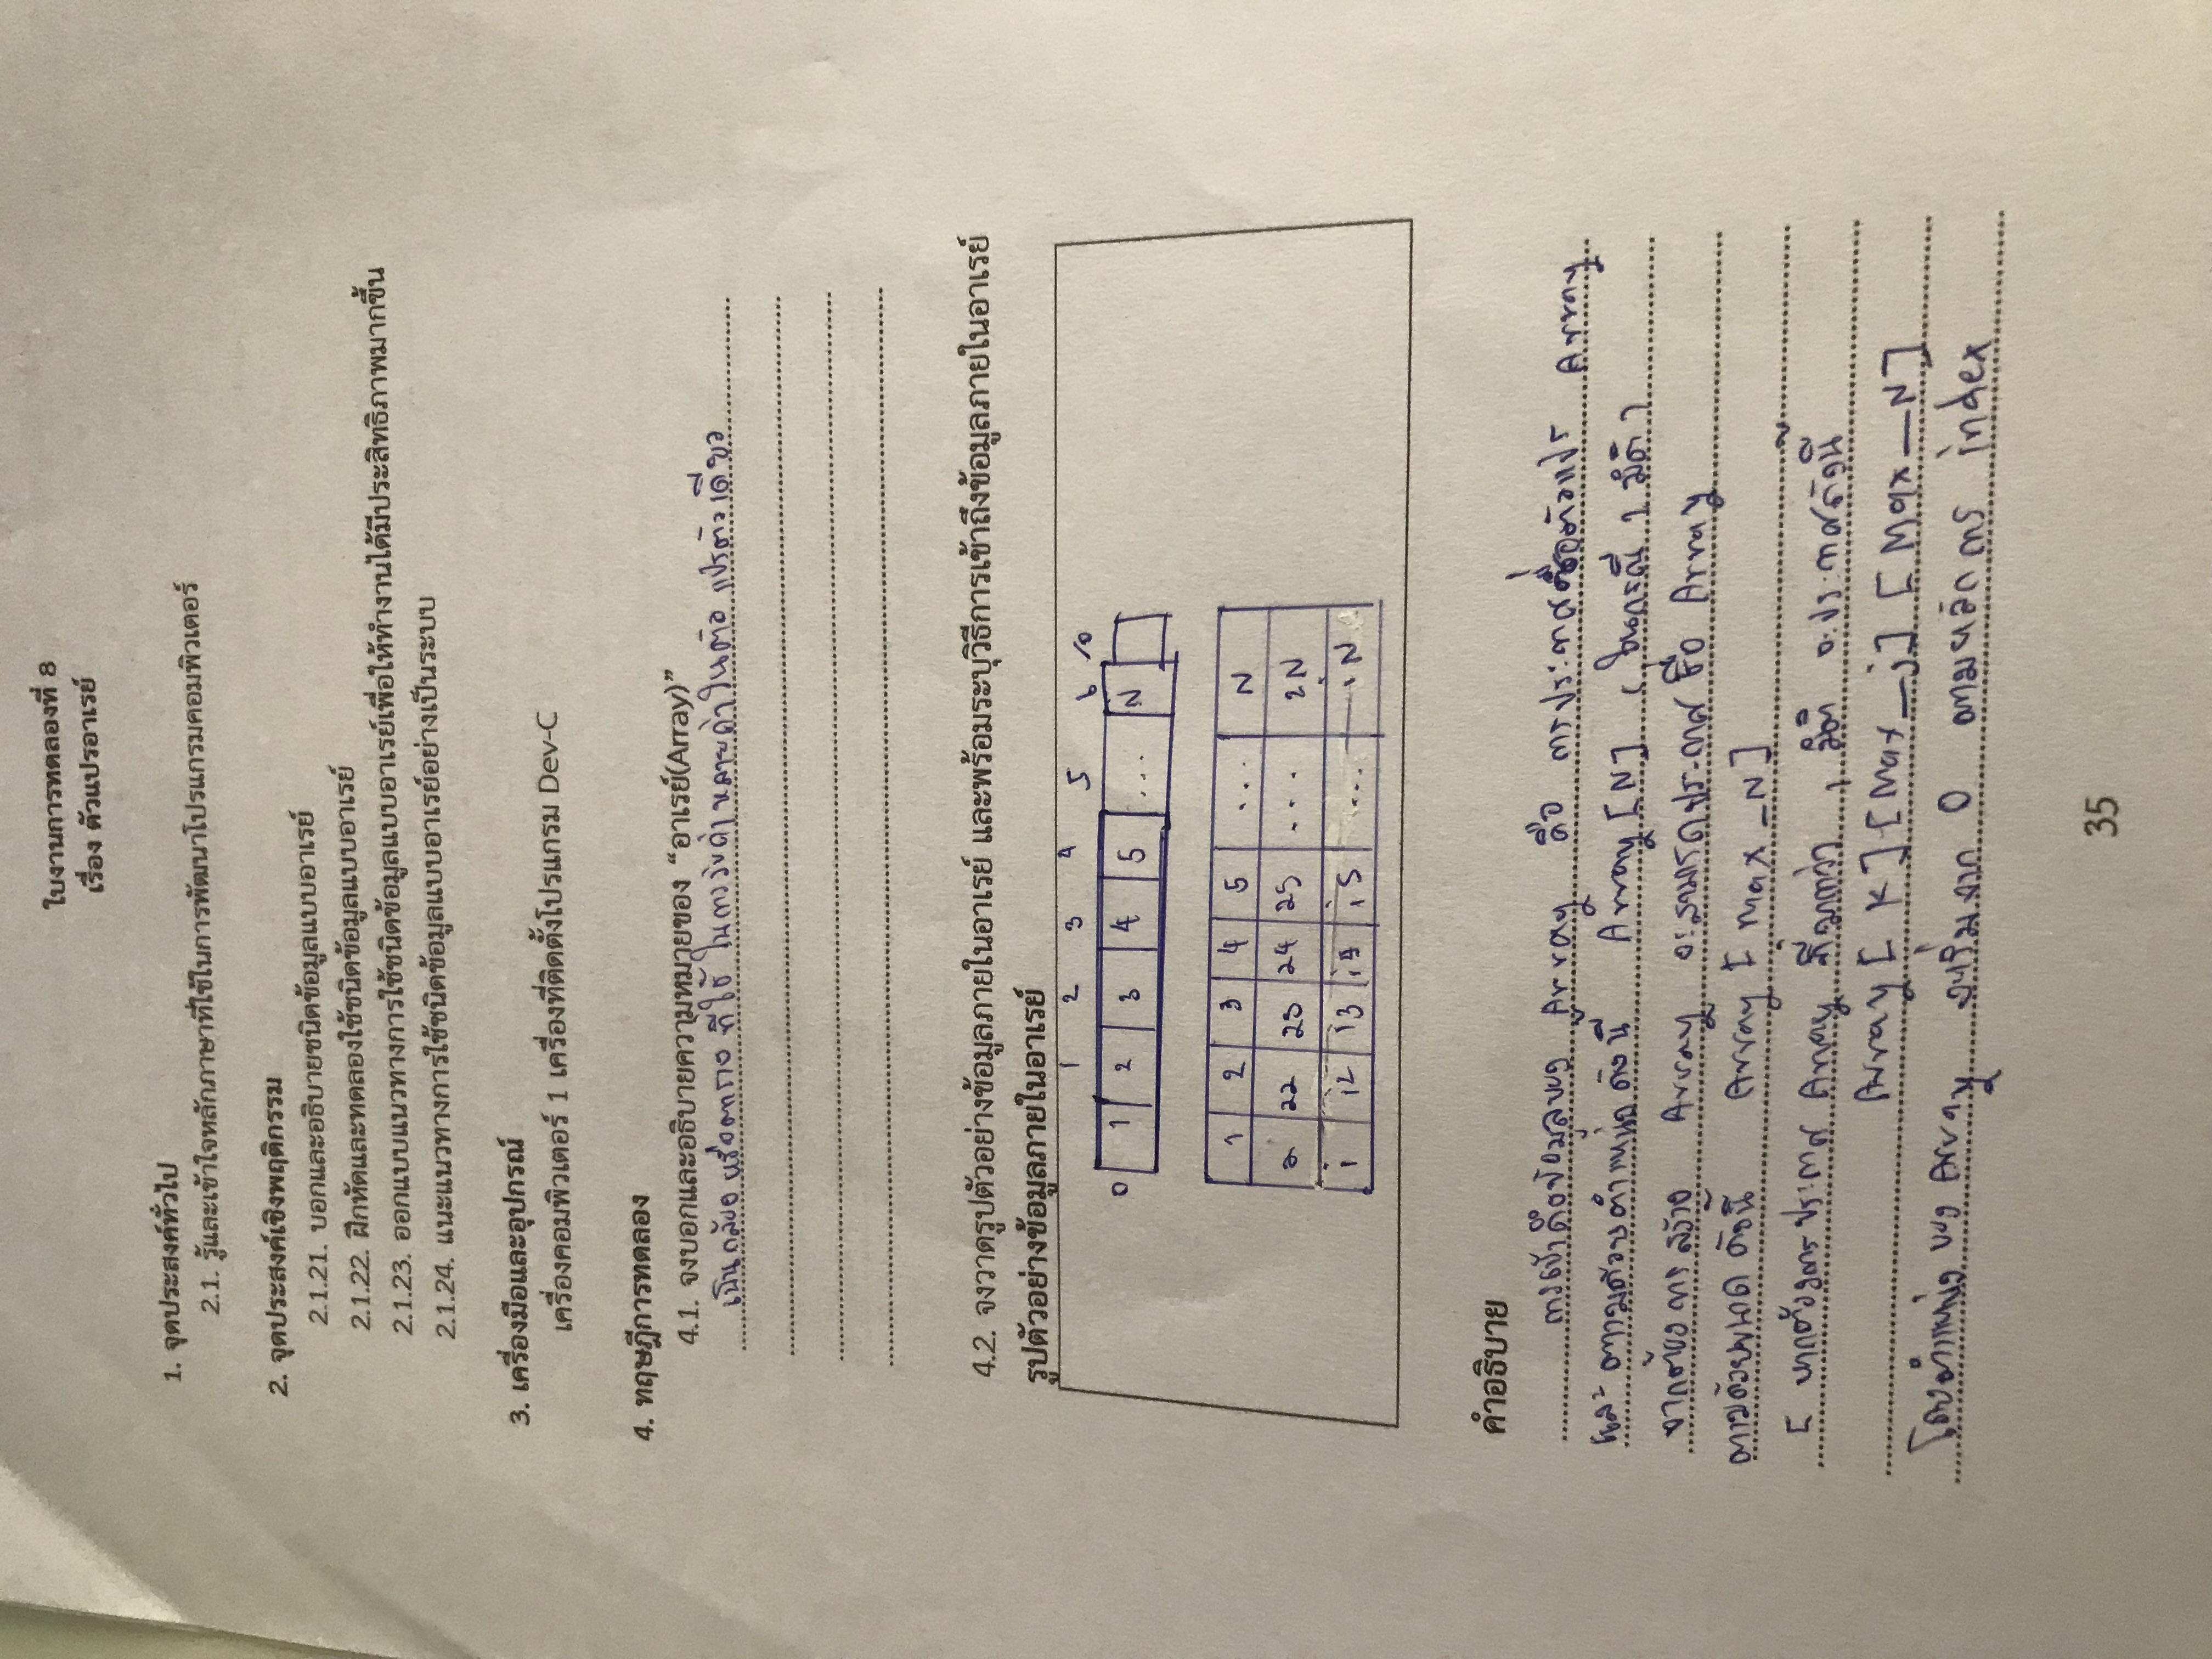 ใบงานการทดลองที่ 8
เรื่อง ตัวแปรอาเรย์
1. จุดประสงค์ทั่วไป
2.1. รู้และเข้าใจหลักภาษาที่ใช้ในการพัฒนาโปรแกรมคอมพิวเตอร์
2. จุดประสงค์เชิงพฤติกรรม
2.1.21. บอกและอธิบายชนิดข้อมูลแบบอาเรย์
2.1.22. ฝึกหัดและทดลองใช้ชนิดข้อมูลแบบอาเรย์
2.1.23. ออกแบบแนวทางการใช้ชนิดข้อมูลแบบอาเรย์เพื่อให้ทำงานได้มีประสิทธิภาพมากขึ้น
2.1.24. แนะแนวทางการใช้ชนิดข้อมูลแบบอาเรย์อย่างเป็นระบบ
3. เครื่องมือและอุปกรณ์
เครื่องคอมพิวเตอร์ 1 เครื่องที่ติดตั้งโปรแกรม Dev-C
4. ทฤษฎีการทดลอง
4.1. จงบอกและอธิบายความหมายของ “อาเรย์(Array)”
เป็นกล่อง หรือตาราง ที่ใช้ ในการรับค่า หลายค่าในตัว แปรตัวเดียว
4.2. จงวาดรูปตัวอย่างข้อมูลภายในอาเรย์ และพร้อมระบุวิธีการเข้าถึงข้อมูลภายในอาเรย์
รูปตัวอย่างข้อมูลภายในอาเรย์
1 2 3 4 5 6
0 1 2 3 4 5 ... N
1 2 3 4 5 ... N
2 22 23 24 25 ... 2N
i i2 i3 i4 i5 ... iN
คำอธิบาย
การเข้าถึงข้อมูลของ Array คือ การประกาศชื่อตัวแปร Array
และ ตามด้วยตำแหน่ง ดังนี้ Array [N] (ในกรณี 1 มิติ)
จากต้องการ สร้าง Array จะสามารถประกาศ ชื่อ Array
ตามด้วยขนาด ดังนี้ Array [Max_N]
[ หากต้องการ ประกาศ Array ที่มากกว่า 1 มิติ จะประกาศดังนี้
Array [K] [Max_j] [Max_N]
โดยตำแหน่ง ของ Array จะเริ่มจาก 0 ตามหลักการ index
35